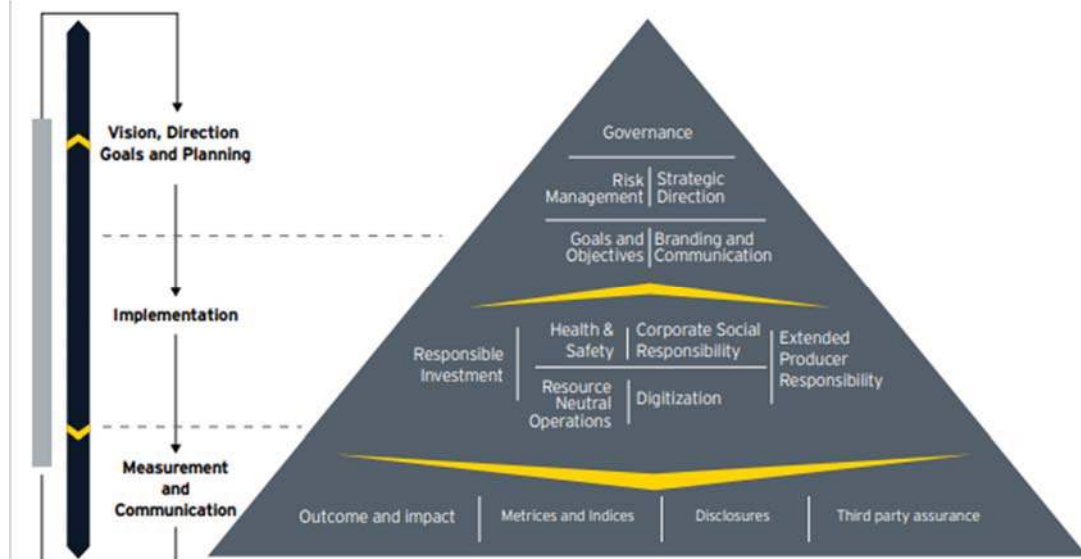 Vision, Direction
Goals and Planning
Implementation
Measurement
and
Communication
Governance
Risk
Management
Strategic
Direction
Goals and
Objectives
Branding and
Communication
Responsible
Investment
Health &
Safety
Corporate Social
Responsibility
Resource
Neutral
Operations
Digitization
Extended
Producer
Responsibility
Outcome and impact
Metrices and Indices
Disclosures
Third party assurance